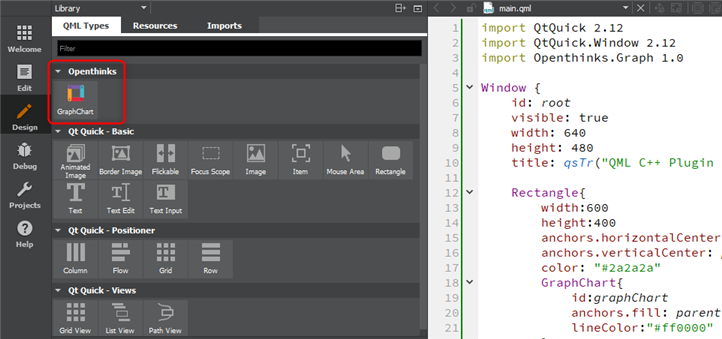 Library
main.qml
QML Types Resources Imports
Filter
Welcome
Edit
Design
Debug
Projects
Help
Openthinks
GraphChart
Qt Quick - Basic
Animated Image
Border Image
Flickable
Focus Scope
Image
Item
Mouse Area
Rectangle
Text
Text Edit
Text Input
Qt Quick - Positioner
Column
Flow
Grid
Row
Qt Quick - Views
Grid View
List View
Path View
1 import QtQuick 2.12
2 import QtQuick.Window 2.12
3 import Openthinks.Graph 1.0
4
5 Window {
6 id: root
7 visible: true
8 width: 640
9 height: 480
10 title: qsTr("QML C++ Plugin
11
12 Rectangle{
13 width:600
14 height:400
15 anchors.horizontalCenter
16 anchors.verticalCenter:
17 color: "#2a2a2a"
18 GraphChart{
19 id:graphChart
20 anchors.fill: parent
21 lineColor:"#ff0000"